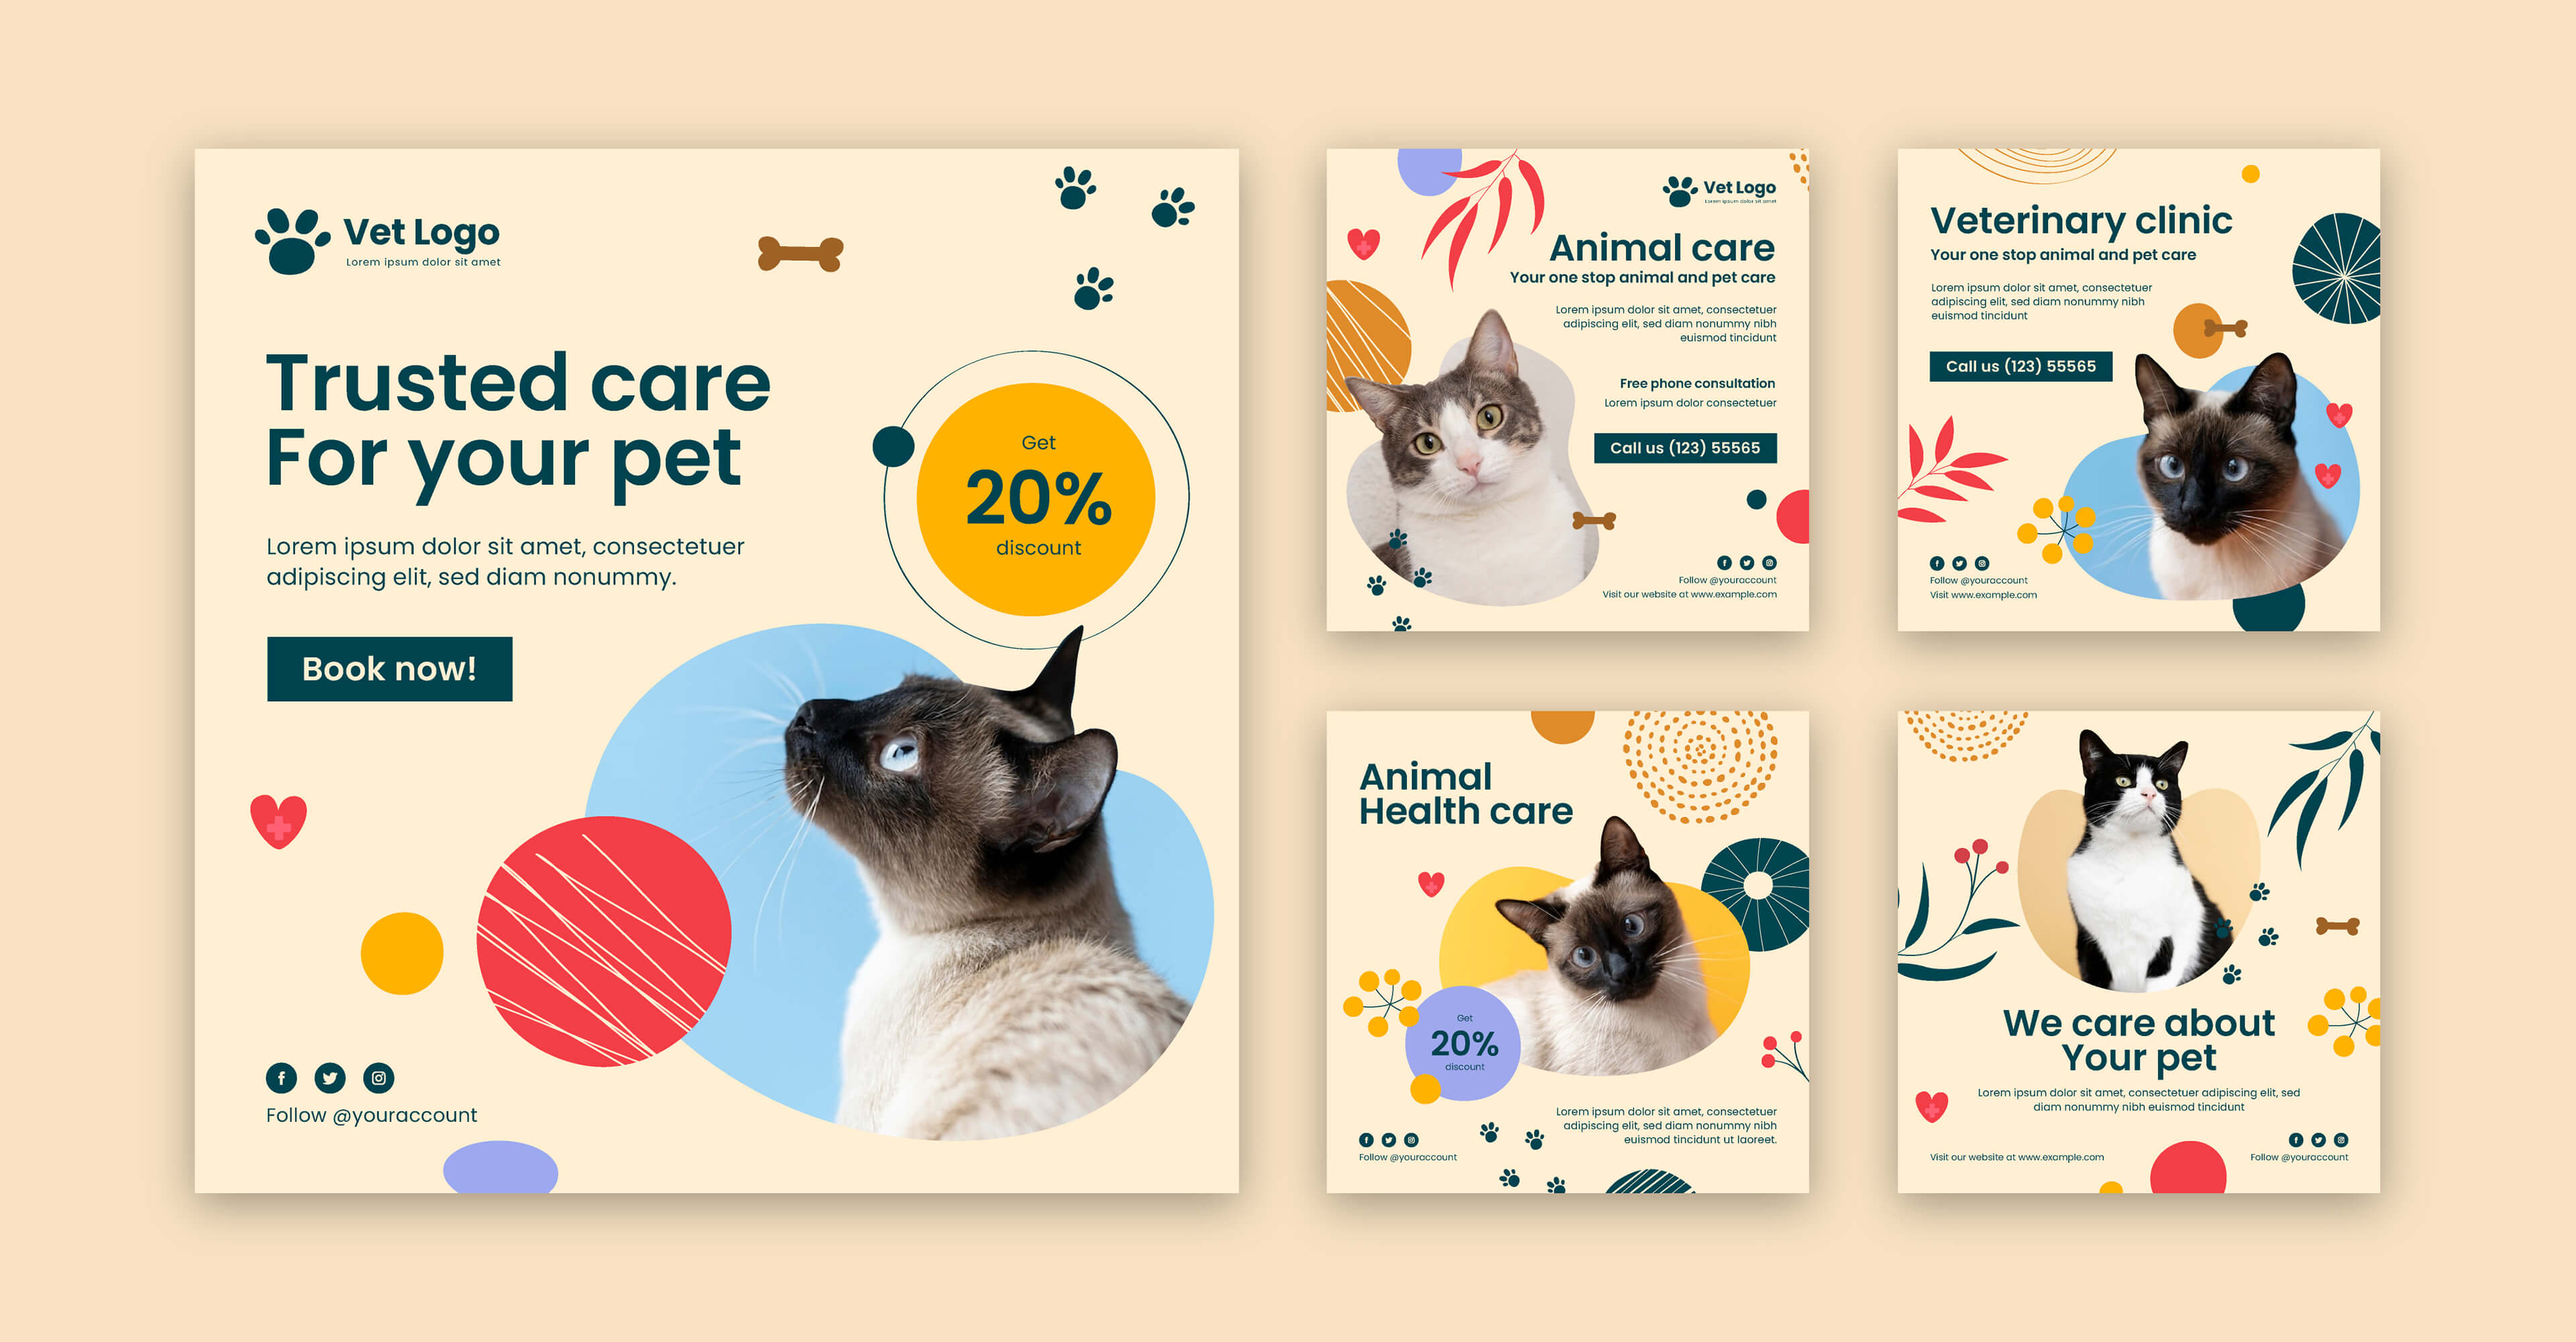 Vet Logo
Lorem ipsum dolor sit amet
Trusted care
For your pet
Lorem ipsum dolor sit amet, consectetuer
adipiscing elit, sed diam nonummy.
Book now!
Get
20%
discount
Follow @youraccount
Vet Logo
Lorem ipsum dolor sit amet
Animal care
Your one stop animal and pet care
Lorem ipsum dolor sit amet, consectetuer
adipiscing elit, sed diam nonummy nibh
euismod tincidunt
Free phone consultation
Lorem ipsum dolor consectetuer
Call us (123) 55565
Follow @youraccount
Visit our website at www.example.com
Veterinary clinic
Your one stop animal and pet care
Lorem ipsum dolor sit amet, consectetuer
adipiscing elit, sed diam nonummy nibh
euismod tincidunt
Call us (123) 55565
Follow @youraccount
Visit www.example.com
Animal
Health care
Get
20%
discount
Lorem ipsum dolor sit amet, consectetuer
adipiscing elit, sed diam nonummy nibh
euismod tincidunt ut laoreet.
Follow @youraccount
We care about
Your pet
Lorem ipsum dolor sit amet, consectetuer adipiscing elit, sed
diam nonummy nibh euismod tincidunt
Visit our website at www.example.com
Follow @youraccount